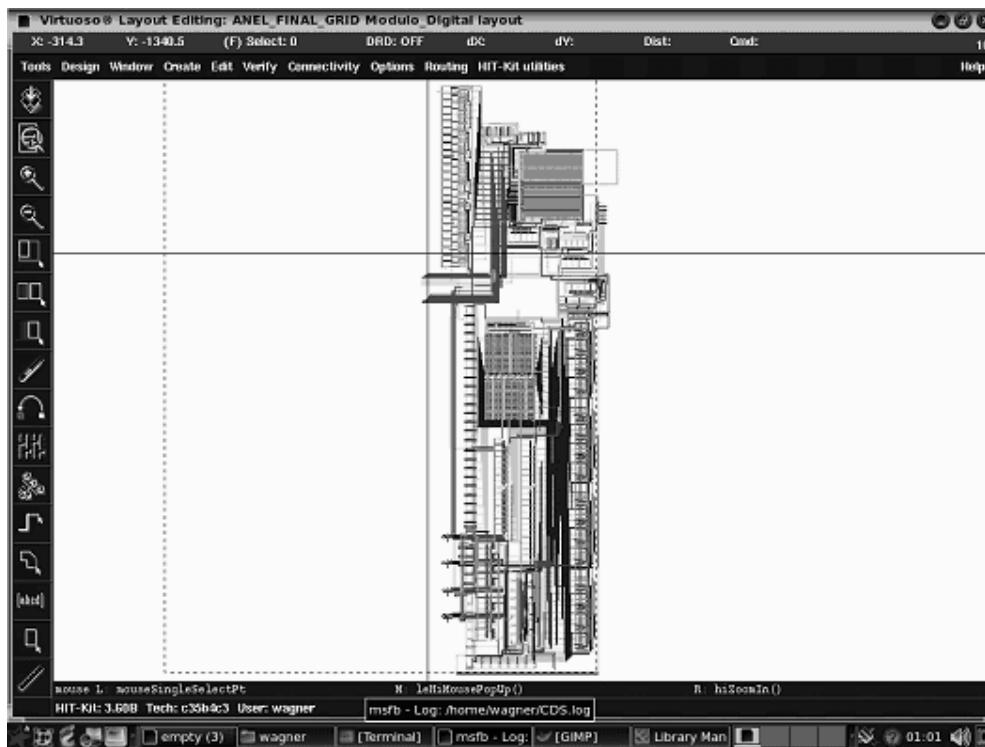 Virtuoso® Layout Editing: ANEL_FINAL_GRID Modulo_Digital layout
X: -314.3 Y: -1340.5 (F) Select: 0 DRD: OFF dX: dY: Dist: Cmd:
Tools Design Window Create Edit Verify Connectivity Options Routing HIT-Kit utilities Help
[abcd]
mouse L: mouseSingleSelectPt M: leHiMousePopUp() R: hiZoomIn()
HIT-Kit: 3.60B Tech: c35b4c3 User: wagner
msfb - Log: /home/wagner/CDS.log
empty (3) wagner [Terminal] msfb - Log: [GIMP] Library Man 01:01